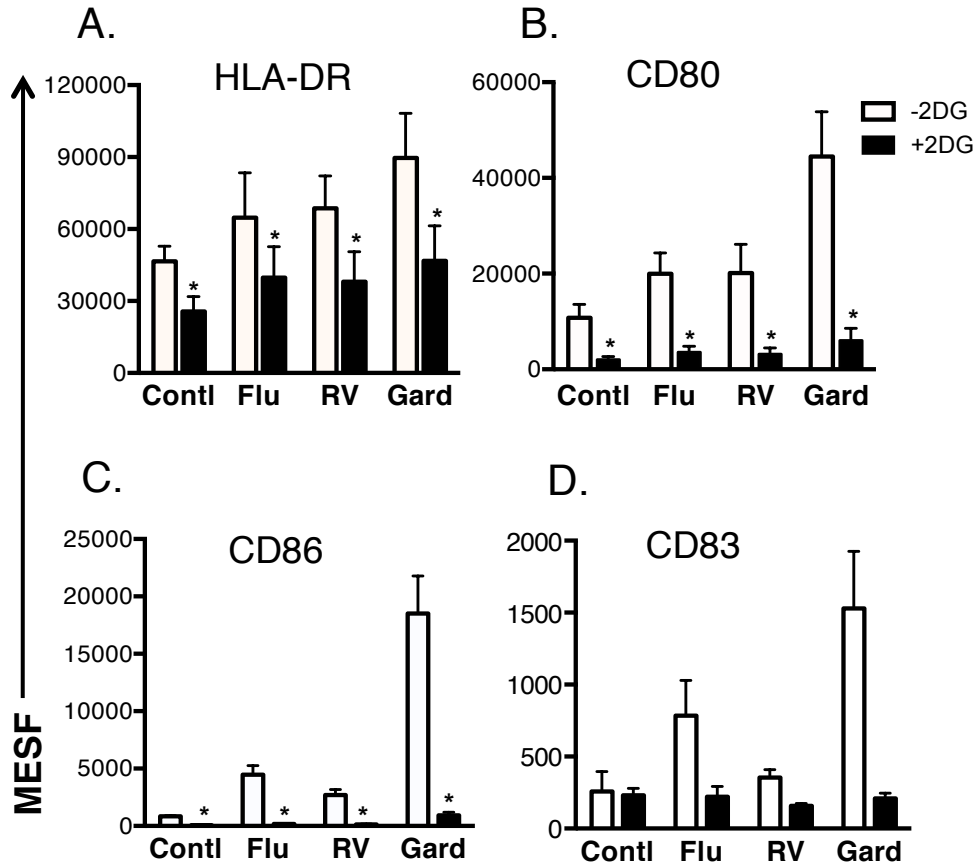 A.
HLA-DR
120000
90000
60000
30000
0
* * * *
Contl Flu RV Gard
B.
CD80
60000
40000
20000
0
* * * *
Contl Flu RV Gard
-2DG
+2DG
C.
CD86
25000
20000
15000
10000
5000
0
* * * *
Contl Flu RV Gard
D.
CD83
2000
1500
1000
500
0
Contl Flu RV Gard
MESF